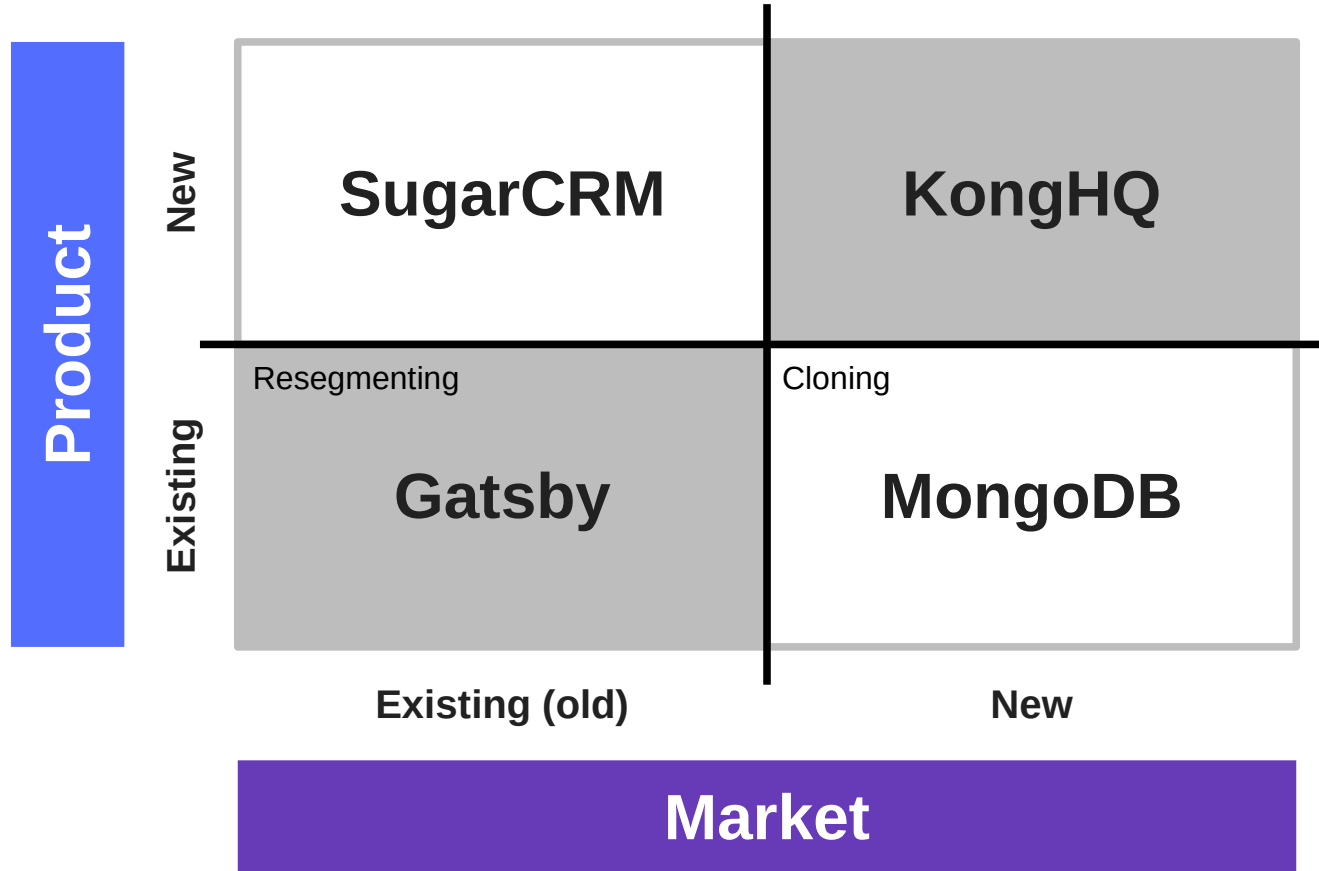 Product
New
SugarCRM
KongHQ
Existing
Resegmenting
Gatsby
Cloning
MongoDB
Existing (old)
New
Market